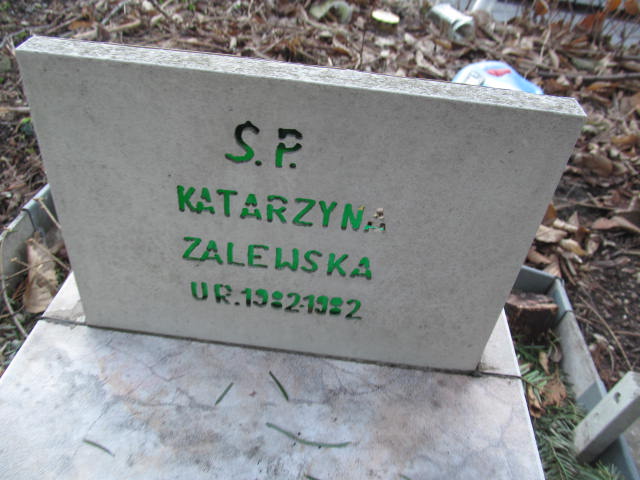 S.P.
KATARZYNA
ZALEWSKA
UR.1982-1982